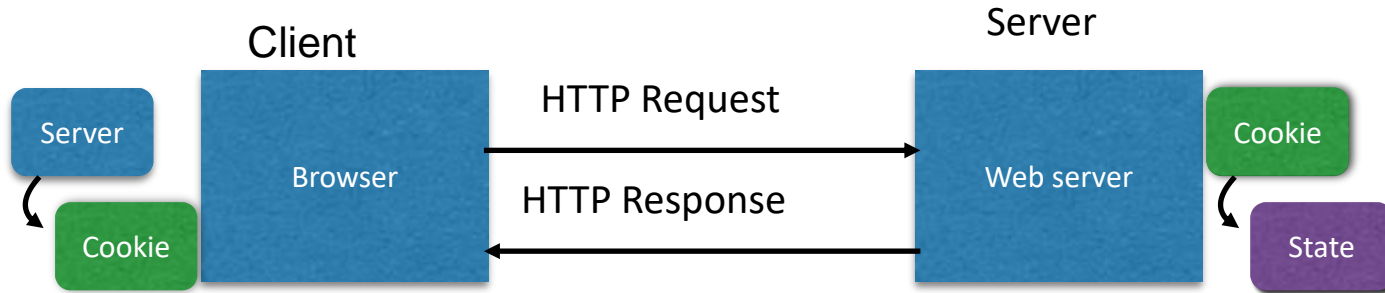 Client
Server
HTTP Request
Server
Cookie
Browser
Web server
HTTP Response
Cookie
State